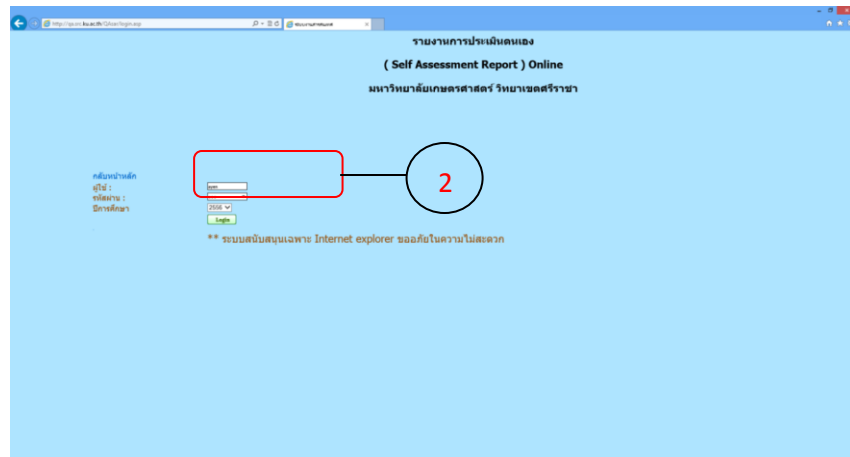 รายงานการประเมินตนเอง
( Self Assessment Report ) Online
มหาวิทยาลัยเกษตรศาสตร์ วิทยาเขตศรีราชา
กลับหน้าหลัก
ผู้ใช้ :
รหัสผ่าน :
ปีการศึกษา 2556
Login
** ระบบสนับสนุนเฉพาะ Internet explorer ขออภัยในความไม่สะดวก
2